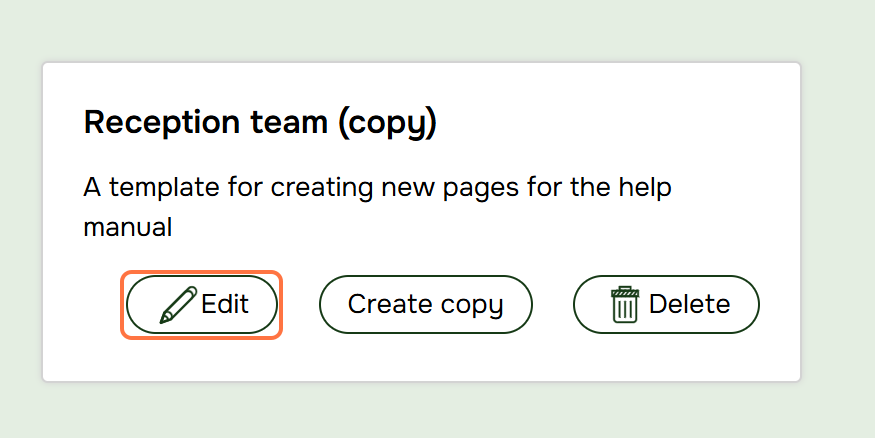 Reception team (copy)
A template for creating new pages for the help
manual
Edit
Create copy
Delete